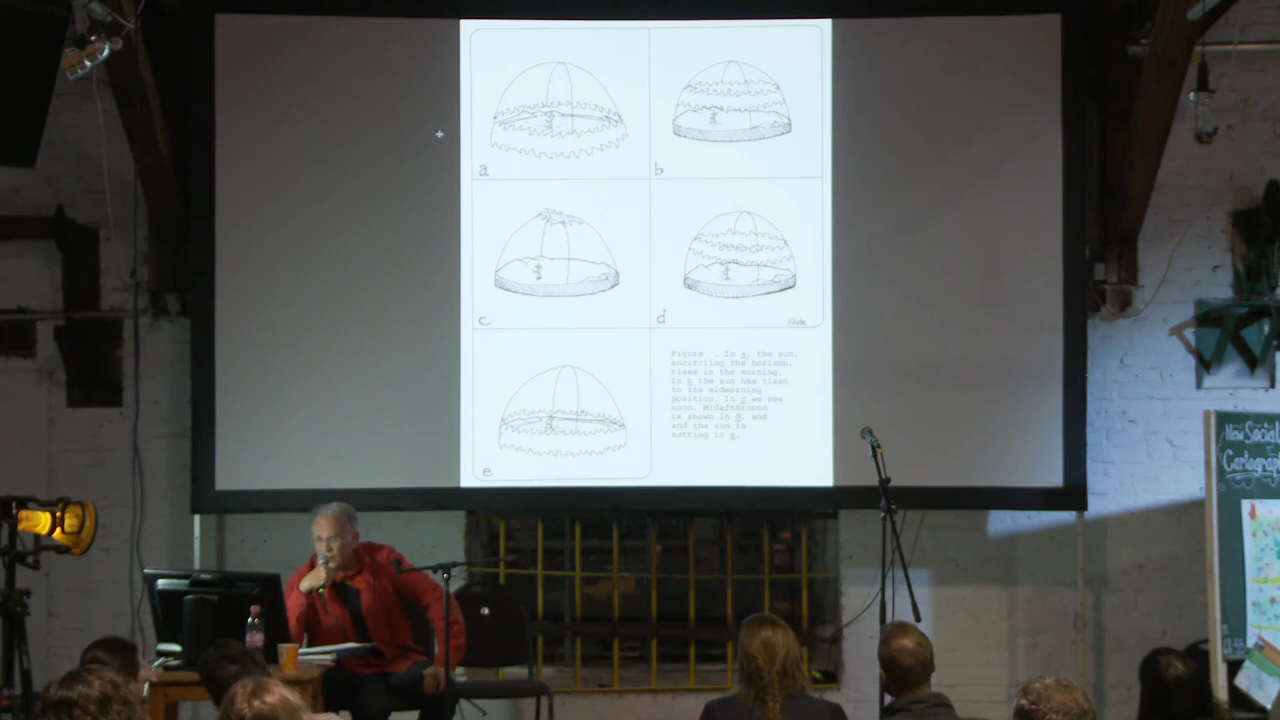 a
b
c
d
e
Figure . In a, the sun,
encircling the horizon,
rises in the morning.
In b the sun has risen
to its midmorning
position. In c we see
noon. Midafternoon
is shown in d, and
and the sun is
setting in e.
New Social
Cartograph